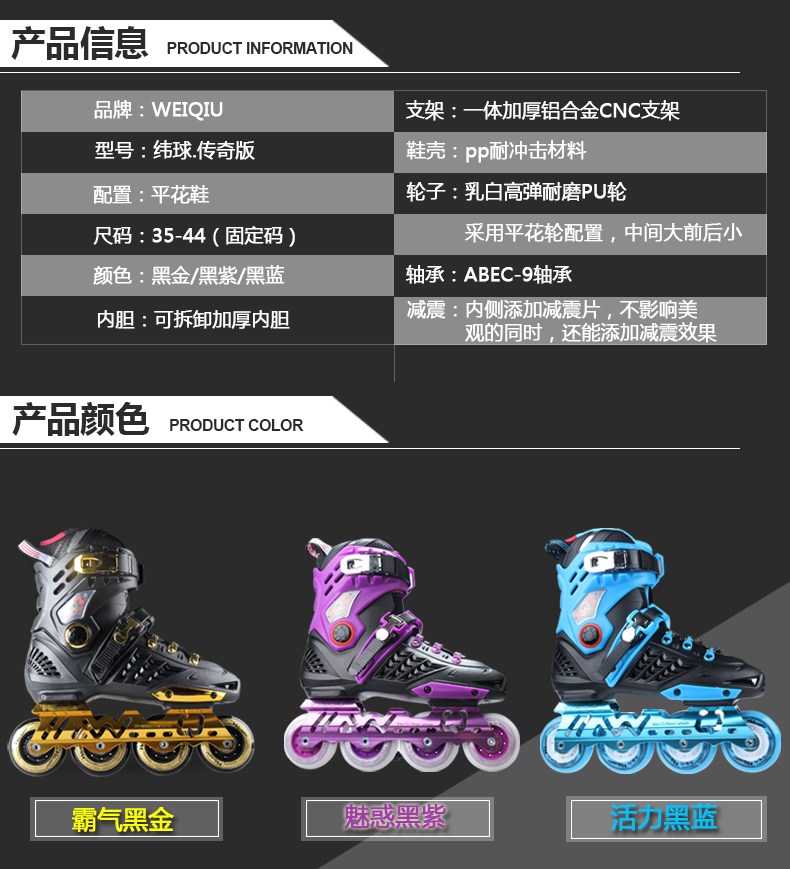 产品信息 PRODUCT INFORMATION
品牌：WEIQIU
支架：一体加厚铝合金CNC支架
型号：纬球.传奇版
鞋壳：pp耐冲击材料
配置：平花鞋
轮子：乳白高弹耐磨PU轮
尺码：35-44（固定码）
采用平花轮配置，中间大前后小
颜色：黑金/黑紫/黑蓝
轴承：ABEC-9轴承
内胆：可拆卸加厚内胆
减震：内侧添加减震片，不影响美
观的同时，还能添加减震效果
产品颜色 PRODUCT COLOR
霸气黑金
魅惑黑紫
活力黑蓝